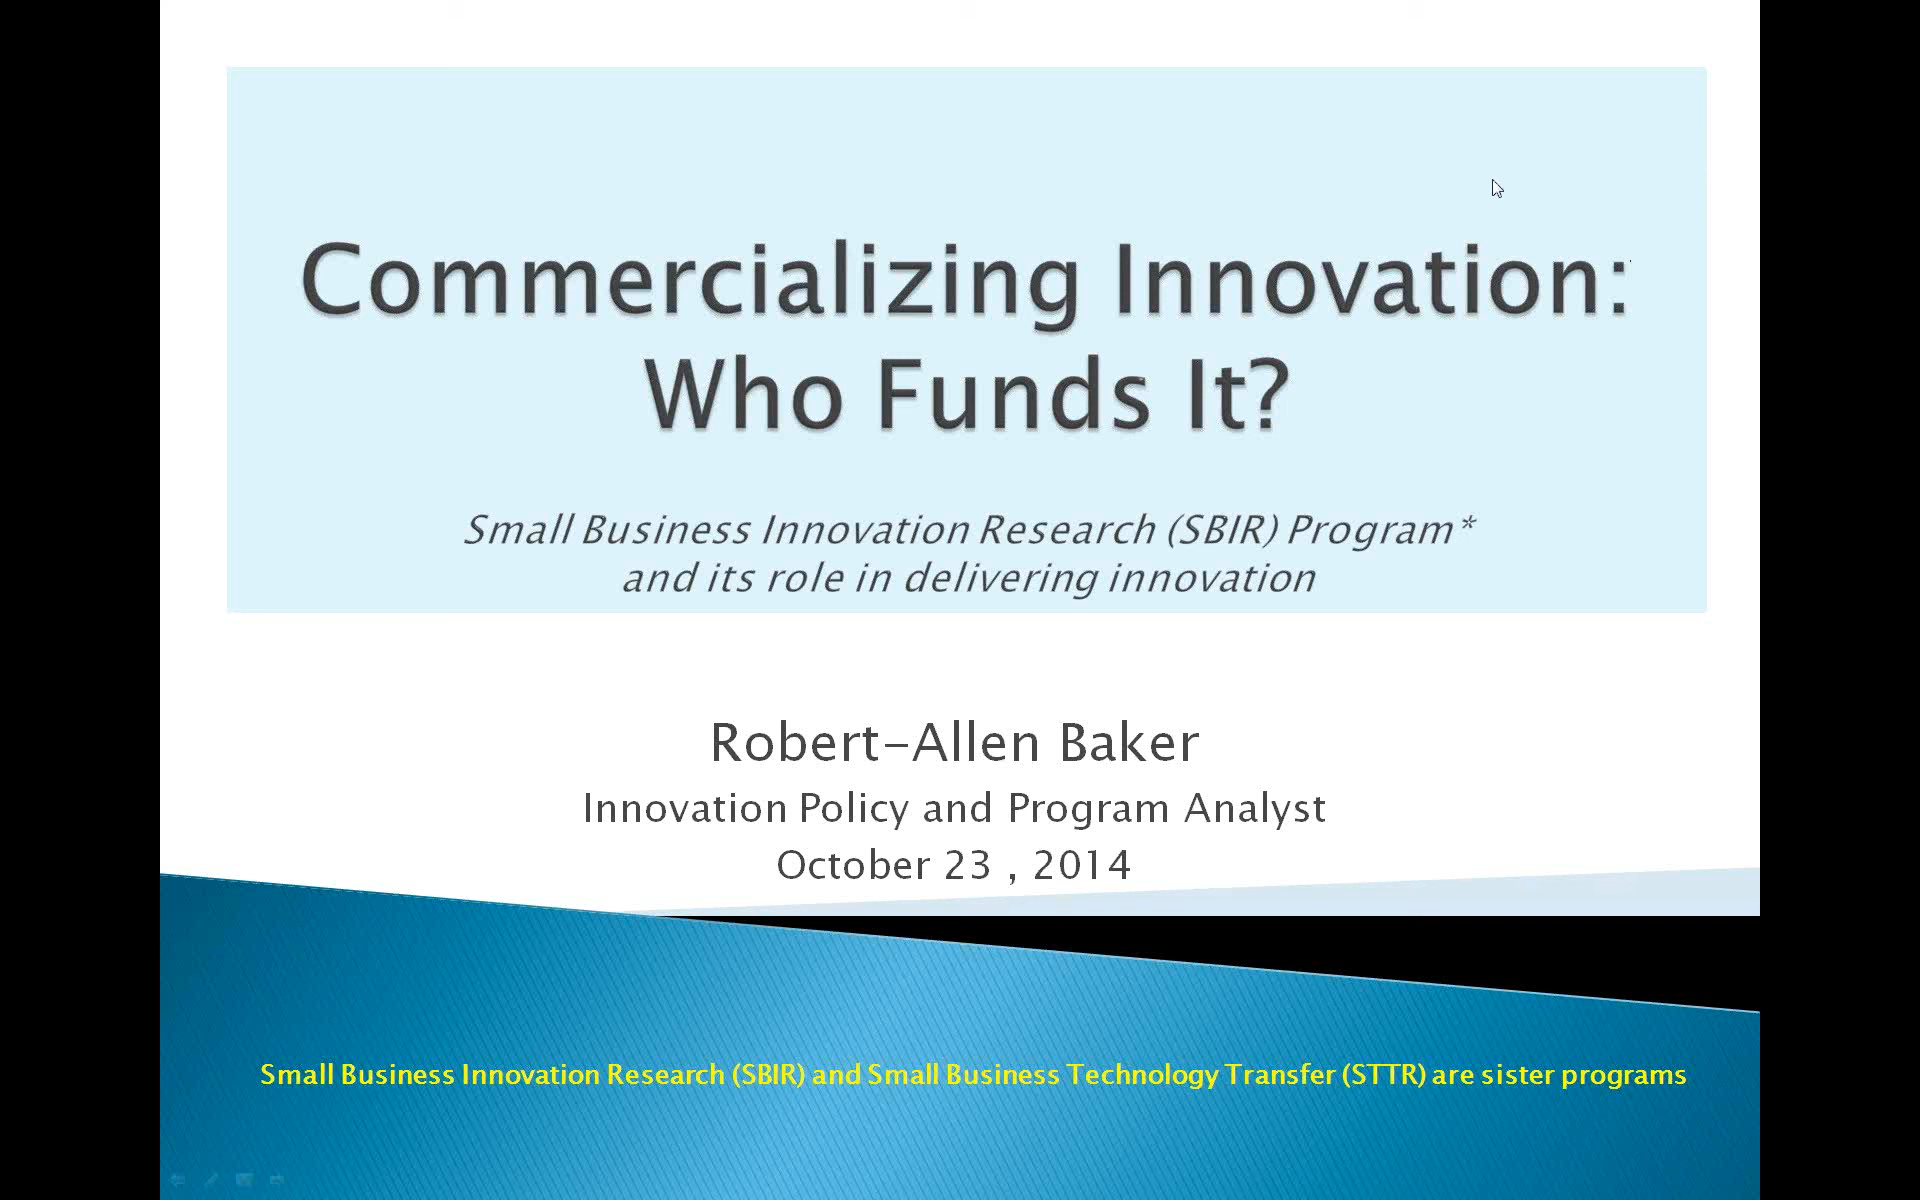 Commercializing Innovation:
Who Funds It?
Small Business Innovation Research (SBIR) Program*
and its role in delivering innovation
Robert-Allen Baker
Innovation Policy and Program Analyst
October 23 , 2014
Small Business Innovation Research (SBIR) and Small Business Technology Transfer (STTR) are sister programs